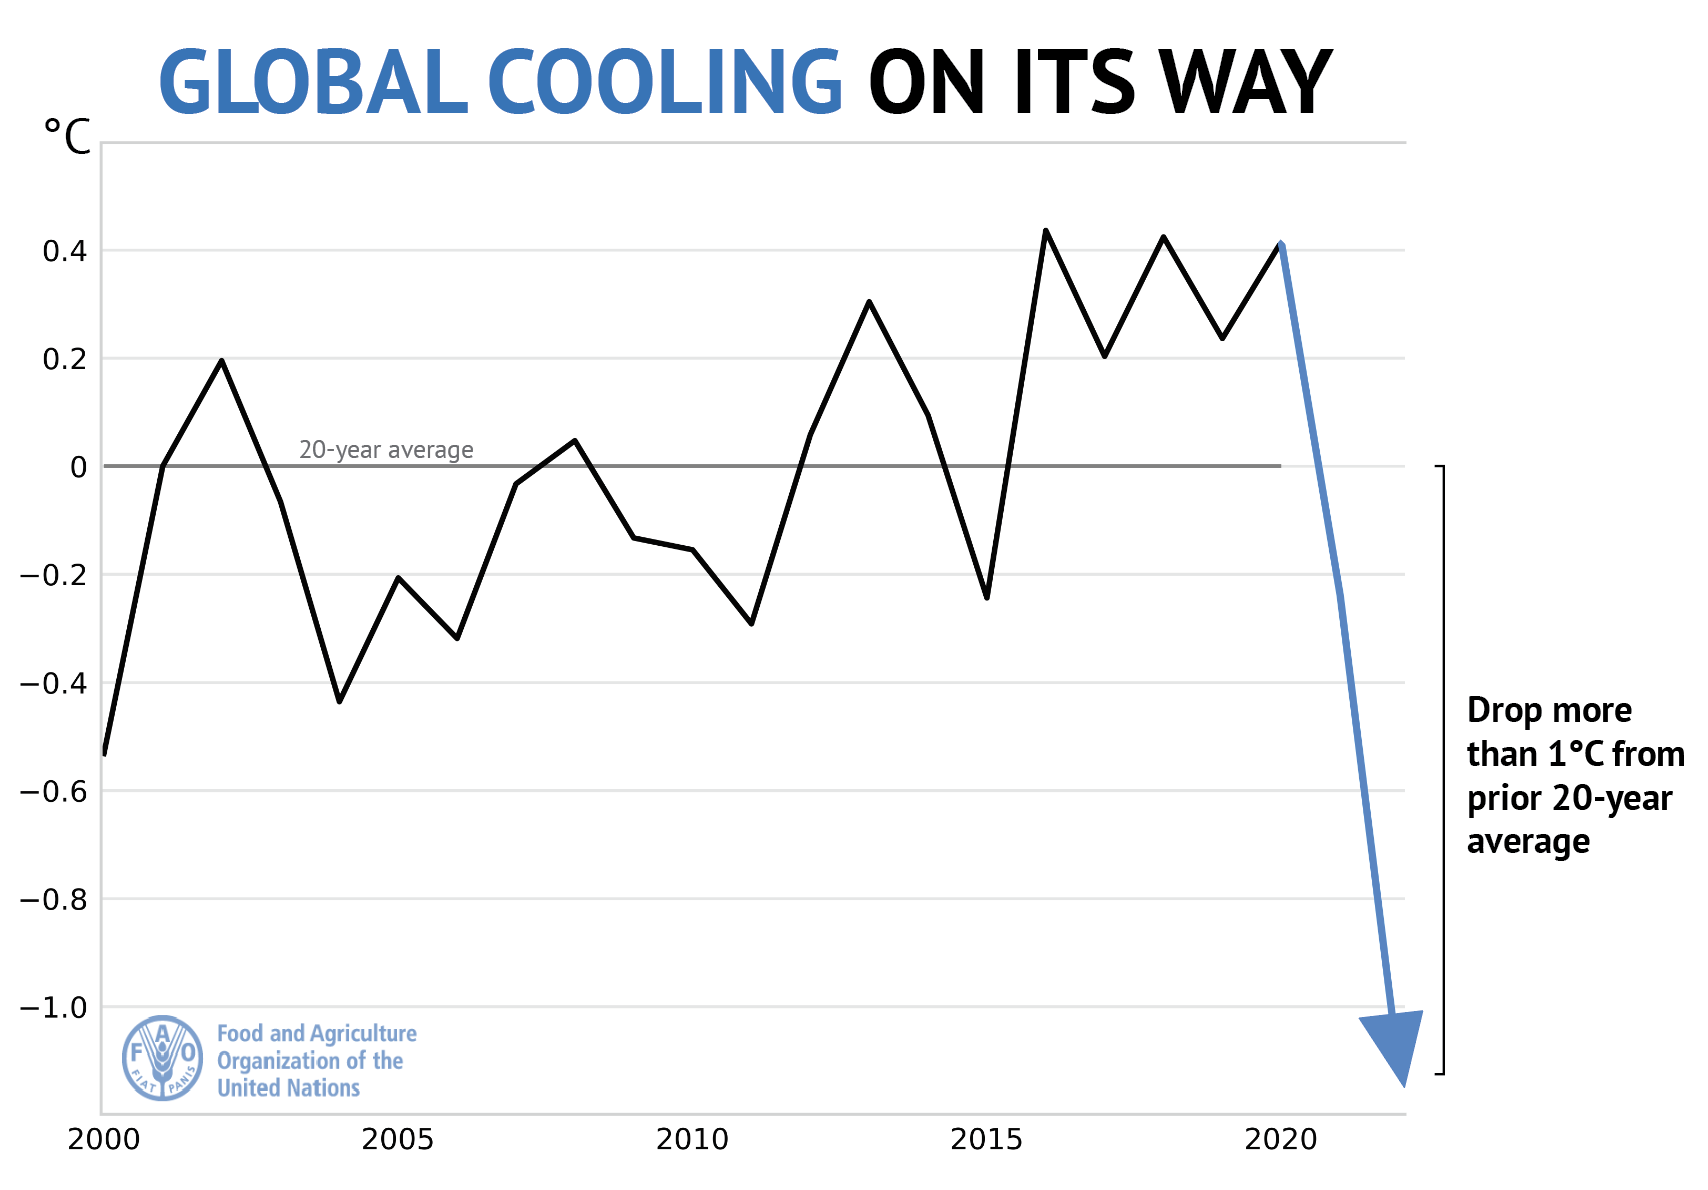 GLOBAL COOLING ON ITS WAY
°C
0.4
0.2
20-year average
0
−0.2
−0.4
Drop more
than 1°C from
prior 20-year
average
−0.6
−0.8
−1.0
FAO
FIAT PANIS
Food and Agriculture
Organization of the
United Nations
2000 2005 2010 2015 2020